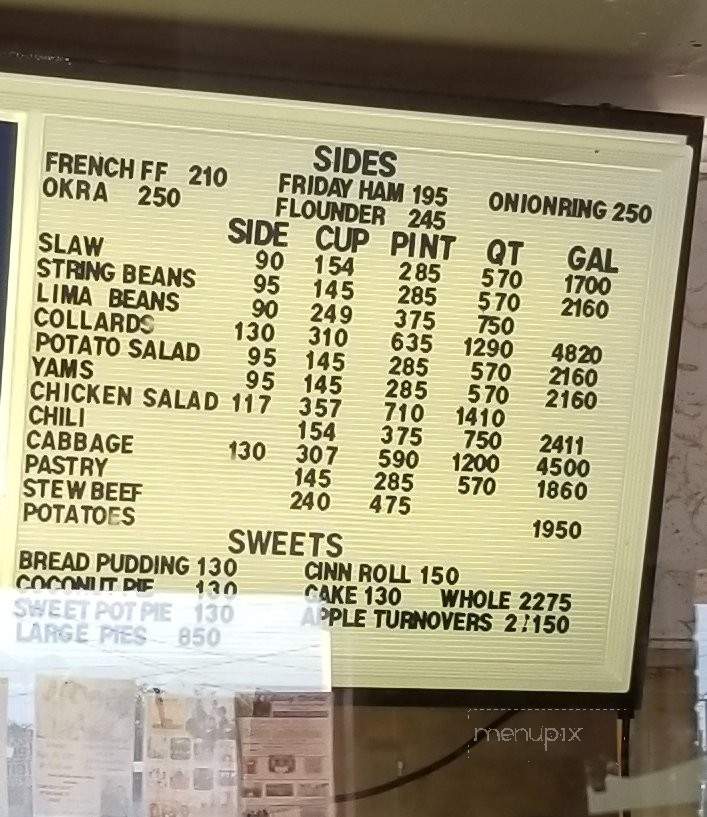 SIDES
FRENCH FF 210 FRIDAY HAM 195 ONIONRING 250
OKRA 250 FLOUNDER 245
SIDE CUP PINT QT GAL
SLAW 90 154 285 570 1700
STRING BEANS 95 145 285 570 2160
LIMA BEANS 90 249 375 750
COLLARDS 130 310 635 1290 4820
POTATO SALAD 95 145 285 570 2160
YAMS 95 145 285 570 2160
CHICKEN SALAD 117 357 710 1410
CHILI 154 375 750 2411
CABBAGE 130 307 590 1200 4500
PASTRY 145 285 570 1860
STEW BEEF 240 475
POTATOES 1950
SWEETS
BREAD PUDDING 130 CINN ROLL 150
COCONUT PIE 130 CAKE 130 WHOLE 2275
SWEET POT PIE 130 APPLE TURNOVERS 2/150
LARGE PIES 850
menupix